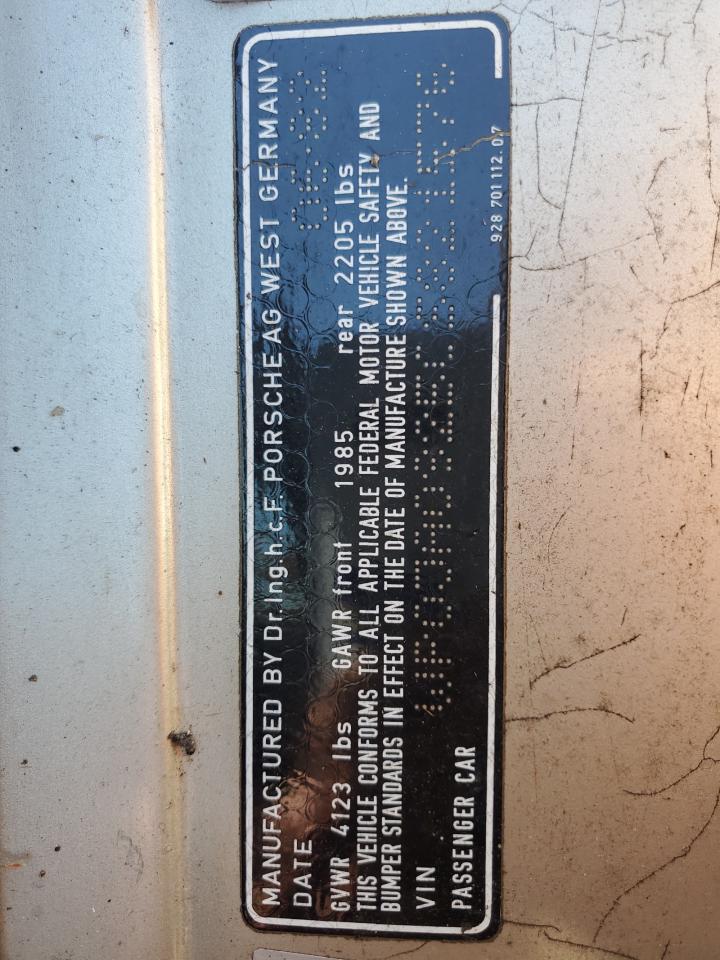 MANUFACTURED BY Dr.Ing.h.c.F. PORSCHE AG WEST GERMANY
DATE
GVWR 4123 lbs GAWR front 1985 rear 2205 lbs
THIS VEHICLE CONFORMS TO ALL APPLICABLE FEDERAL MOTOR VEHICLE SAFETY AND
BUMPER STANDARDS IN EFFECT ON THE DATE OF MANUFACTURE SHOWN ABOVE.
VIN
PASSENGER CAR
928 701 112.07